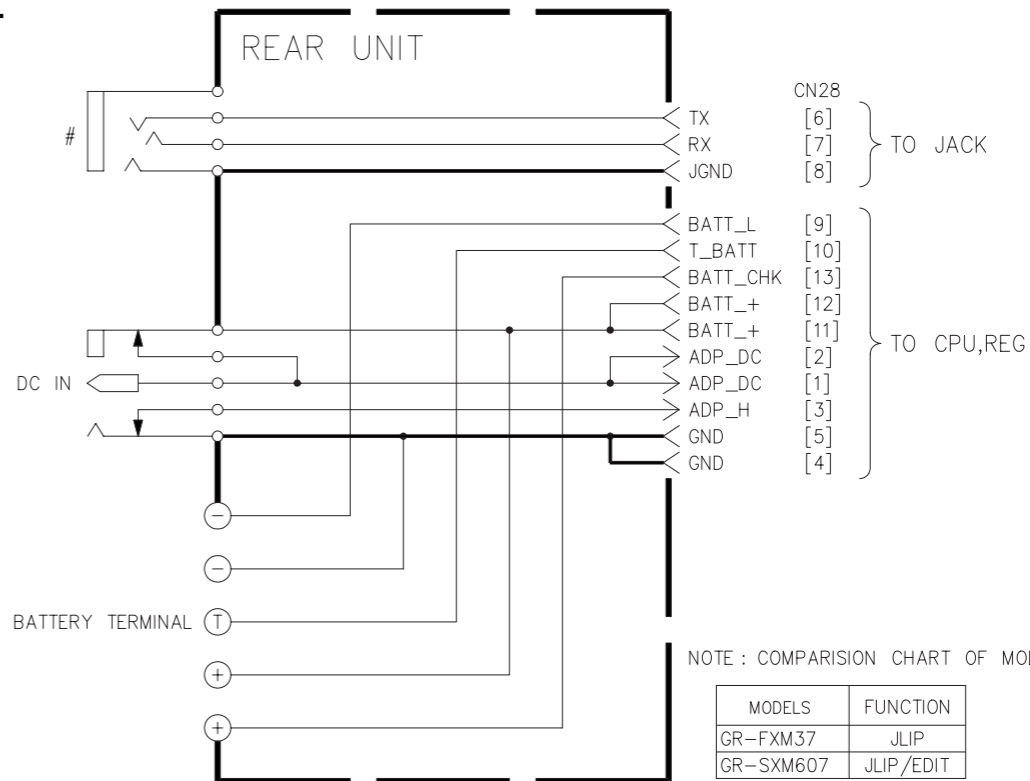 REAR UNIT
CN28
#
TX [6]
RX [7]
JGND [8]
TO JACK
BATT_L [9]
T_BATT [10]
BATT_CHK [13]
BATT_+ [12]
BATT_+ [11]
ADP_DC [2]
ADP_DC [1]
ADP_H [3]
GND [5]
GND [4]
TO CPU,REG
DC IN
−
−
BATTERY TERMINAL T
+
+
NOTE : COMPARISION CHART OF
MODELS FUNCTION
GR-FXM37 JLIP
GR-SXM607 JLIP/EDIT